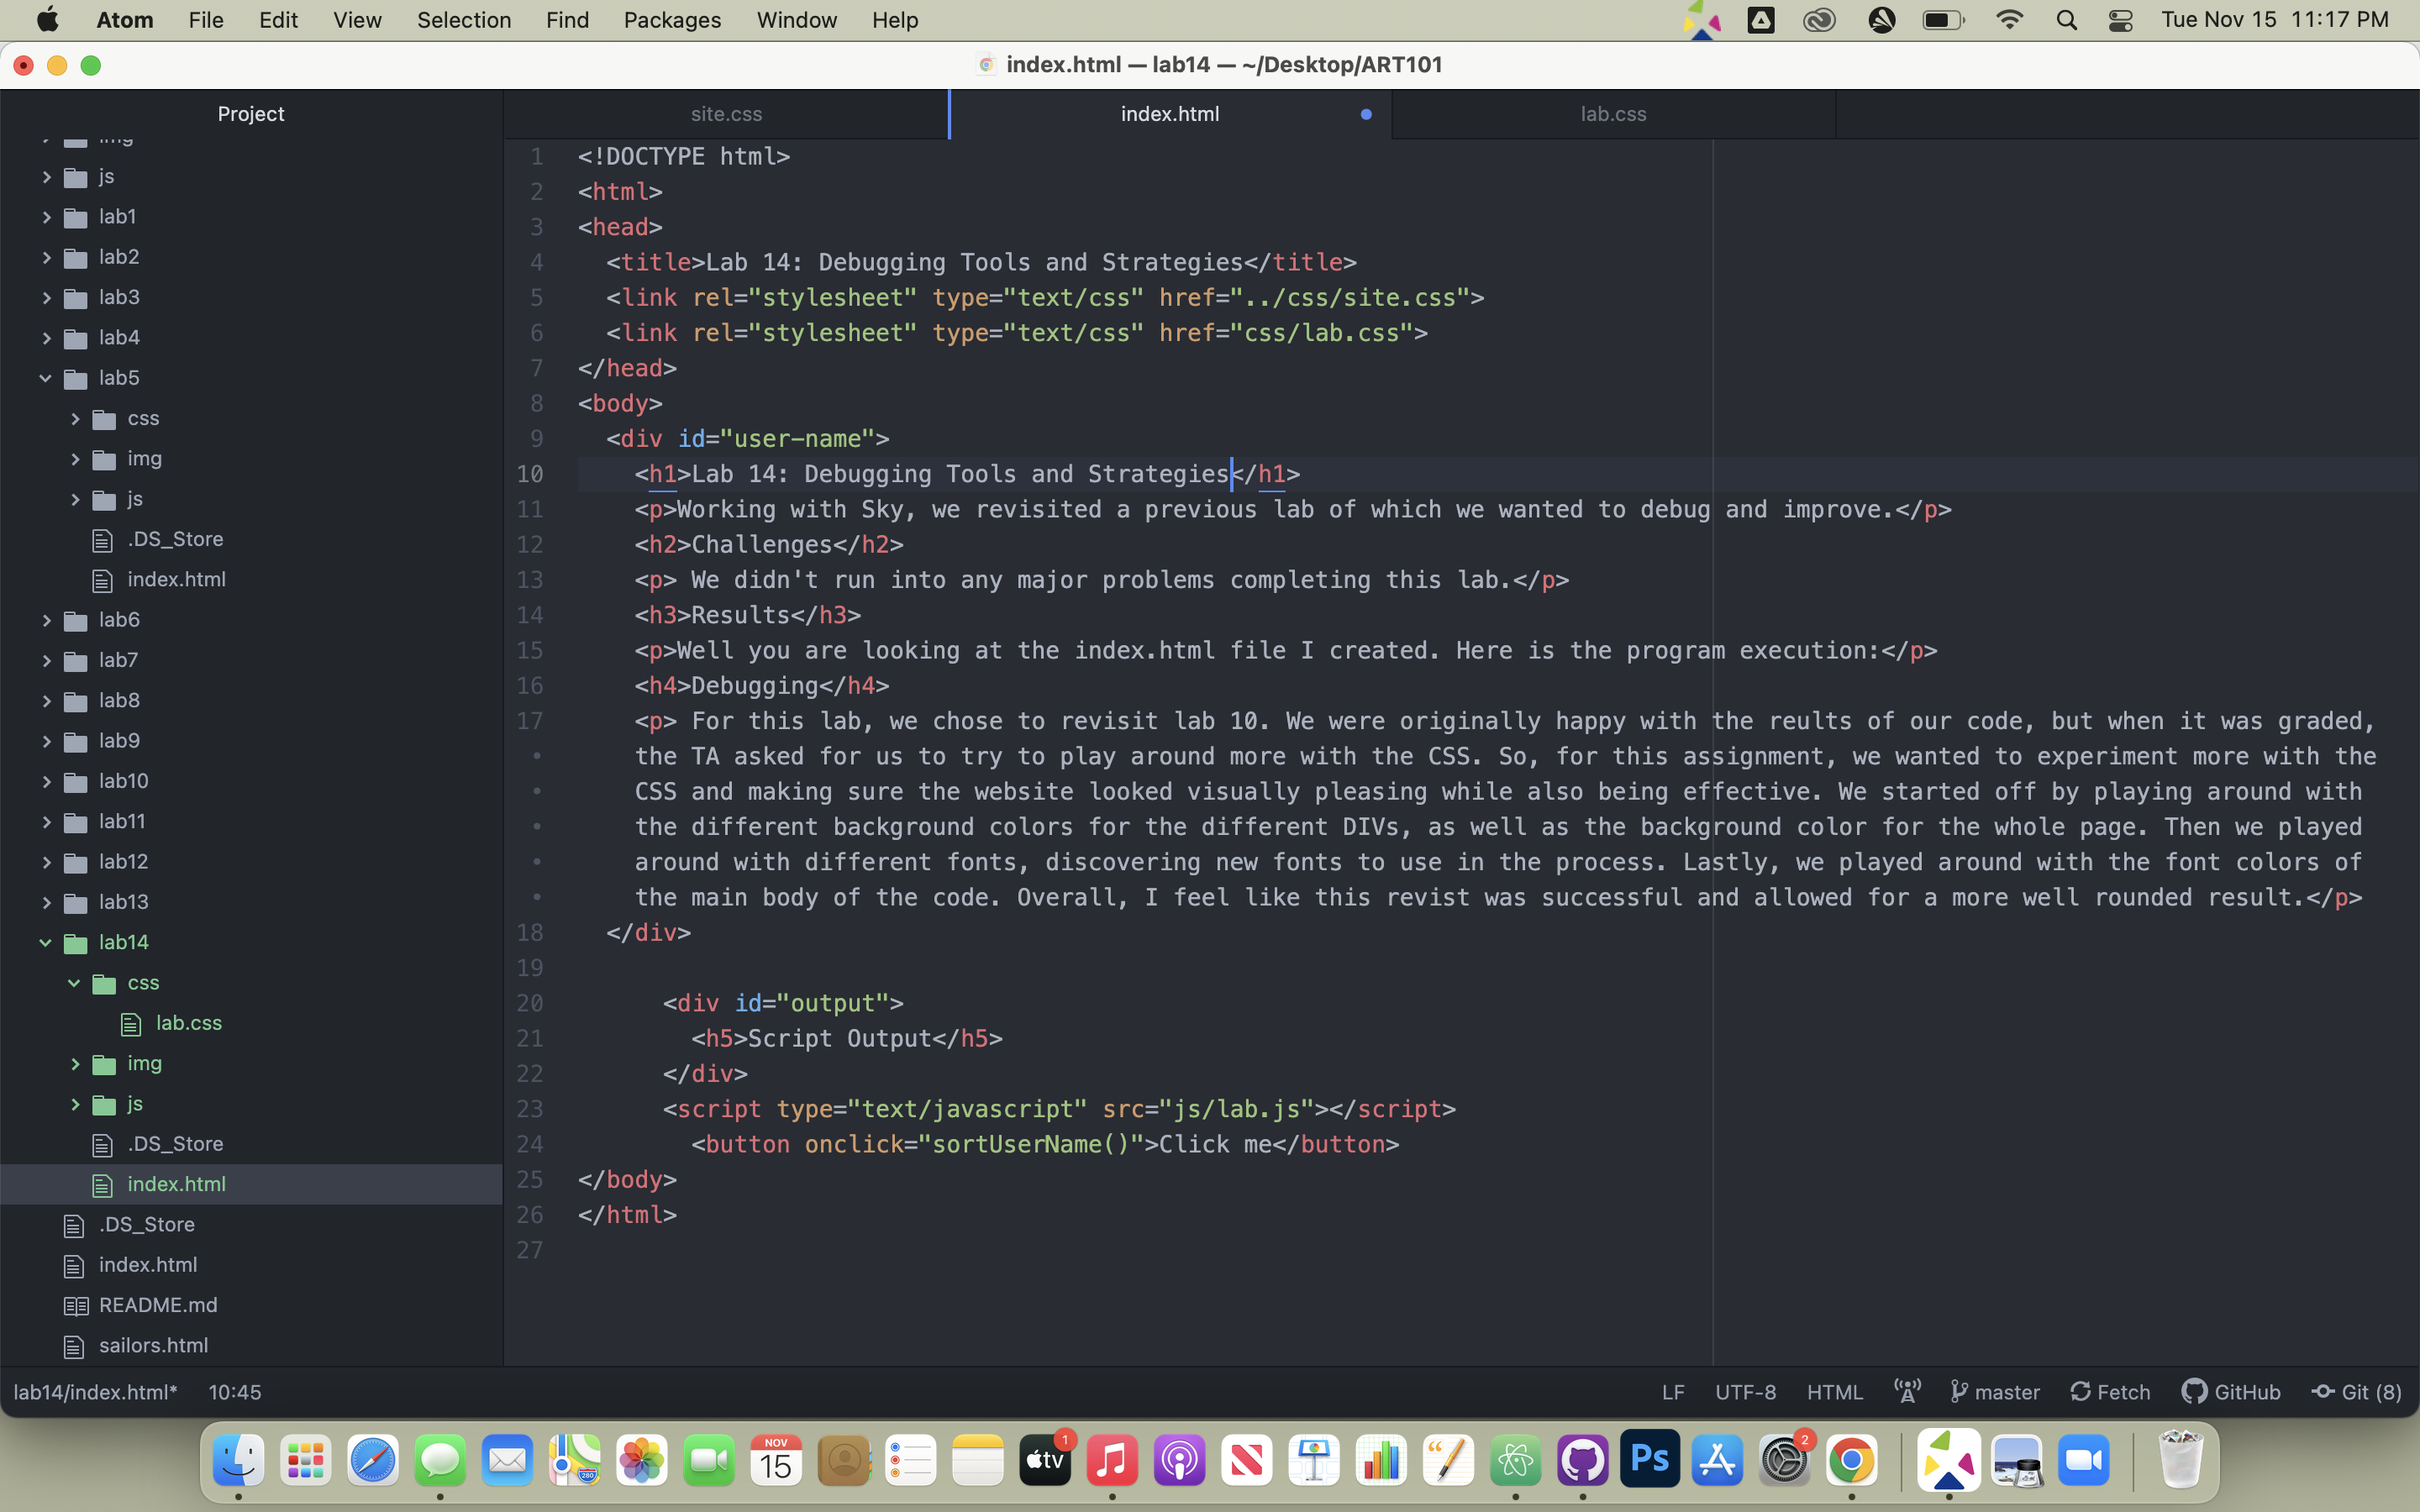 Atom File Edit View Selection Find Packages Window Help Tue Nov 15 11:17 PM
index.html — lab14 — ~/Desktop/ART101
Project
site.css
index.html
lab.css
img
js
lab1
lab2
lab3
lab4
lab5
css
img
js
.DS_Store
index.html
lab6
lab7
lab8
lab9
lab10
lab11
lab12
lab13
lab14
css
lab.css
img
js
.DS_Store
index.html
.DS_Store
index.html
README.md
sailors.html
1 <!DOCTYPE html>
2 <html>
3 <head>
4 <title>Lab 14: Debugging Tools and Strategies</title>
5 <link rel="stylesheet" type="text/css" href="../css/site.css">
6 <link rel="stylesheet" type="text/css" href="css/lab.css">
7 </head>
8 <body>
9 <div id="user-name">
10 <h1>Lab 14: Debugging Tools and Strategies</h1>
11 <p>Working with Sky, we revisited a previous lab of which we wanted to debug and improve.</p>
12 <h2>Challenges</h2>
13 <p> We didn't run into any major problems completing this lab.</p>
14 <h3>Results</h3>
15 <p>Well you are looking at the index.html file I created. Here is the program execution:</p>
16 <h4>Debugging</h4>
17 <p> For this lab, we chose to revisit lab 10. We were originally happy with the reults of our code, but when it was graded,
• the TA asked for us to try to play around more with the CSS. So, for this assignment, we wanted to experiment more with the
• CSS and making sure the website looked visually pleasing while also being effective. We started off by playing around with
• the different background colors for the different DIVs, as well as the background color for the whole page. Then we played
• around with different fonts, discovering new fonts to use in the process. Lastly, we played around with the font colors of
• the main body of the code. Overall, I feel like this revist was successful and allowed for a more well rounded result.</p>
18 </div>
19
20 <div id="output">
21 <h5>Script Output</h5>
22 </div>
23 <script type="text/javascript" src="js/lab.js"></script>
24 <button onclick="sortUserName()">Click me</button>
25 </body>
26 </html>
27
lab14/index.html* 10:45 LF UTF-8 HTML master Fetch GitHub Git (8)
280
NOV
15
tv
1
Ps
2